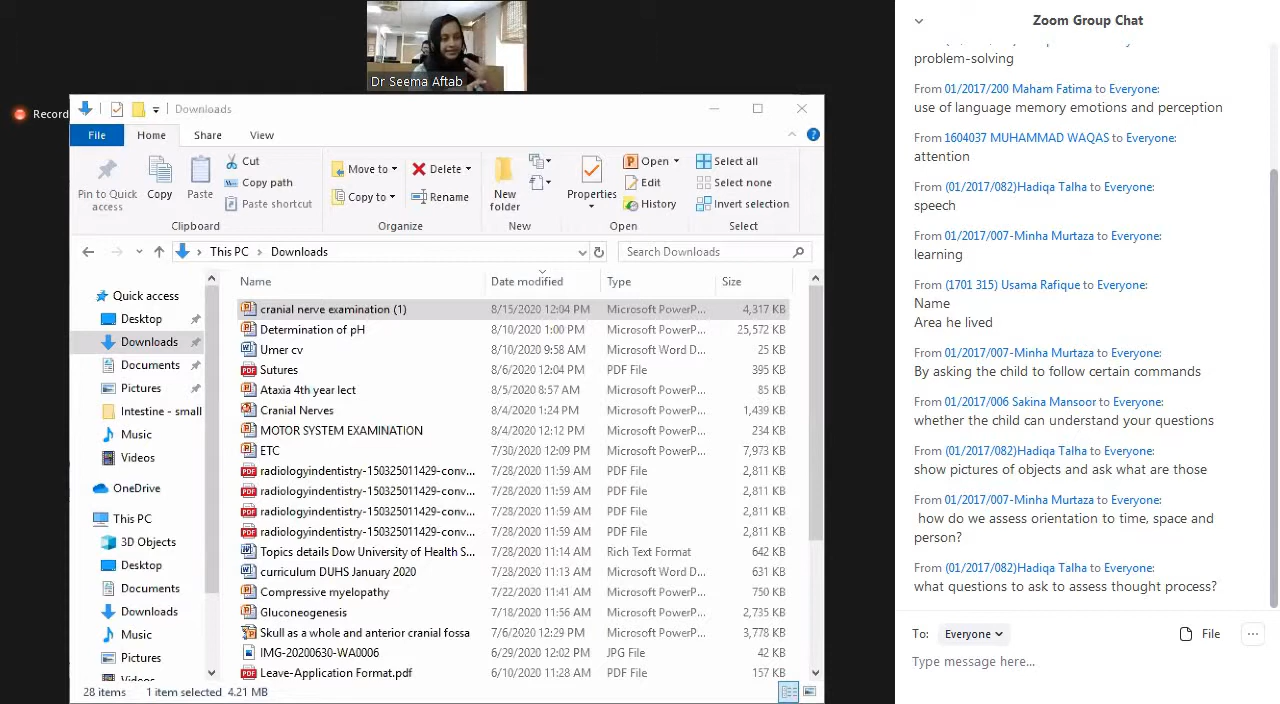 Dr Seema Aftab
Record
Downloads
File
Home
Share
View
Pin to Quick
access
Copy
Paste
Cut
Copy path
Paste shortcut
Clipboard
Move to
Copy to
Delete
Rename
Organize
New
folder
New
Properties
Open
Edit
History
Open
Select all
Select none
Invert selection
Select
This PC
Downloads
Search Downloads
Quick access
Desktop
Downloads
Documents
Pictures
Intestine - small
Music
Videos
OneDrive
This PC
3D Objects
Desktop
Documents
Downloads
Music
Pictures
Videos
Name Date modified Type Size
cranial nerve examination (1) 8/15/2020 12:04 PM Microsoft PowerP... 4,317 KB
Determination of pH 8/10/2020 1:00 PM Microsoft PowerP... 25,572 KB
Umer cv 8/10/2020 9:58 AM Microsoft Word D... 25 KB
Sutures 8/6/2020 12:04 PM PDF File 395 KB
Ataxia 4th year lect 8/5/2020 8:57 AM Microsoft PowerP... 85 KB
Cranial Nerves 8/4/2020 1:24 PM Microsoft PowerP... 1,439 KB
MOTOR SYSTEM EXAMINATION 8/4/2020 12:12 PM Microsoft PowerP... 234 KB
ETC 7/30/2020 12:09 PM Microsoft PowerP... 7,973 KB
radiologyindentistry-150325011429-conv... 7/28/2020 11:59 AM PDF File 2,811 KB
radiologyindentistry-150325011429-conv... 7/28/2020 11:59 AM PDF File 2,811 KB
radiologyindentistry-150325011429-conv... 7/28/2020 11:59 AM PDF File 2,811 KB
radiologyindentistry-150325011429-conv... 7/28/2020 11:59 AM PDF File 2,811 KB
Topics details Dow University of Health S... 7/28/2020 11:14 AM Rich Text Format 642 KB
curriculum DUHS January 2020 7/28/2020 11:13 AM Microsoft Word D... 631 KB
Compressive myelopathy 7/22/2020 11:41 AM Microsoft PowerP... 750 KB
Gluconeogenesis 7/18/2020 11:56 AM Microsoft PowerP... 2,735 KB
Skull as a whole and anterior cranial fossa 7/6/2020 12:29 PM Microsoft PowerP... 3,778 KB
IMG-20200630-WA0006 6/29/2020 12:02 PM JPG File 42 KB
Leave-Application Format.pdf 6/10/2020 11:28 AM PDF File 157 KB
28 items 1 item selected 4.21 MB
Zoom Group Chat
problem-solving
From 01/2017/200 Maham Fatima to Everyone:
use of language memory emotions and perception
From 1604037 MUHAMMAD WAQAS to Everyone:
attention
From (01/2017/082)Hadiqa Talha to Everyone:
speech
From 01/2017/007-Minha Murtaza to Everyone:
learning
From (1701 315) Usama Rafique to Everyone:
Name
Area he lived
From 01/2017/007-Minha Murtaza to Everyone:
By asking the child to follow certain commands
From 01/2017/006 Sakina Mansoor to Everyone:
whether the child can understand your questions
From (01/2017/082)Hadiqa Talha to Everyone:
show pictures of objects and ask what are those
From 01/2017/007-Minha Murtaza to Everyone:
how do we assess orientation to time, space and
person?
From (01/2017/082)Hadiqa Talha to Everyone:
what questions to ask to assess thought process?
To: Everyone
File
Type message here...